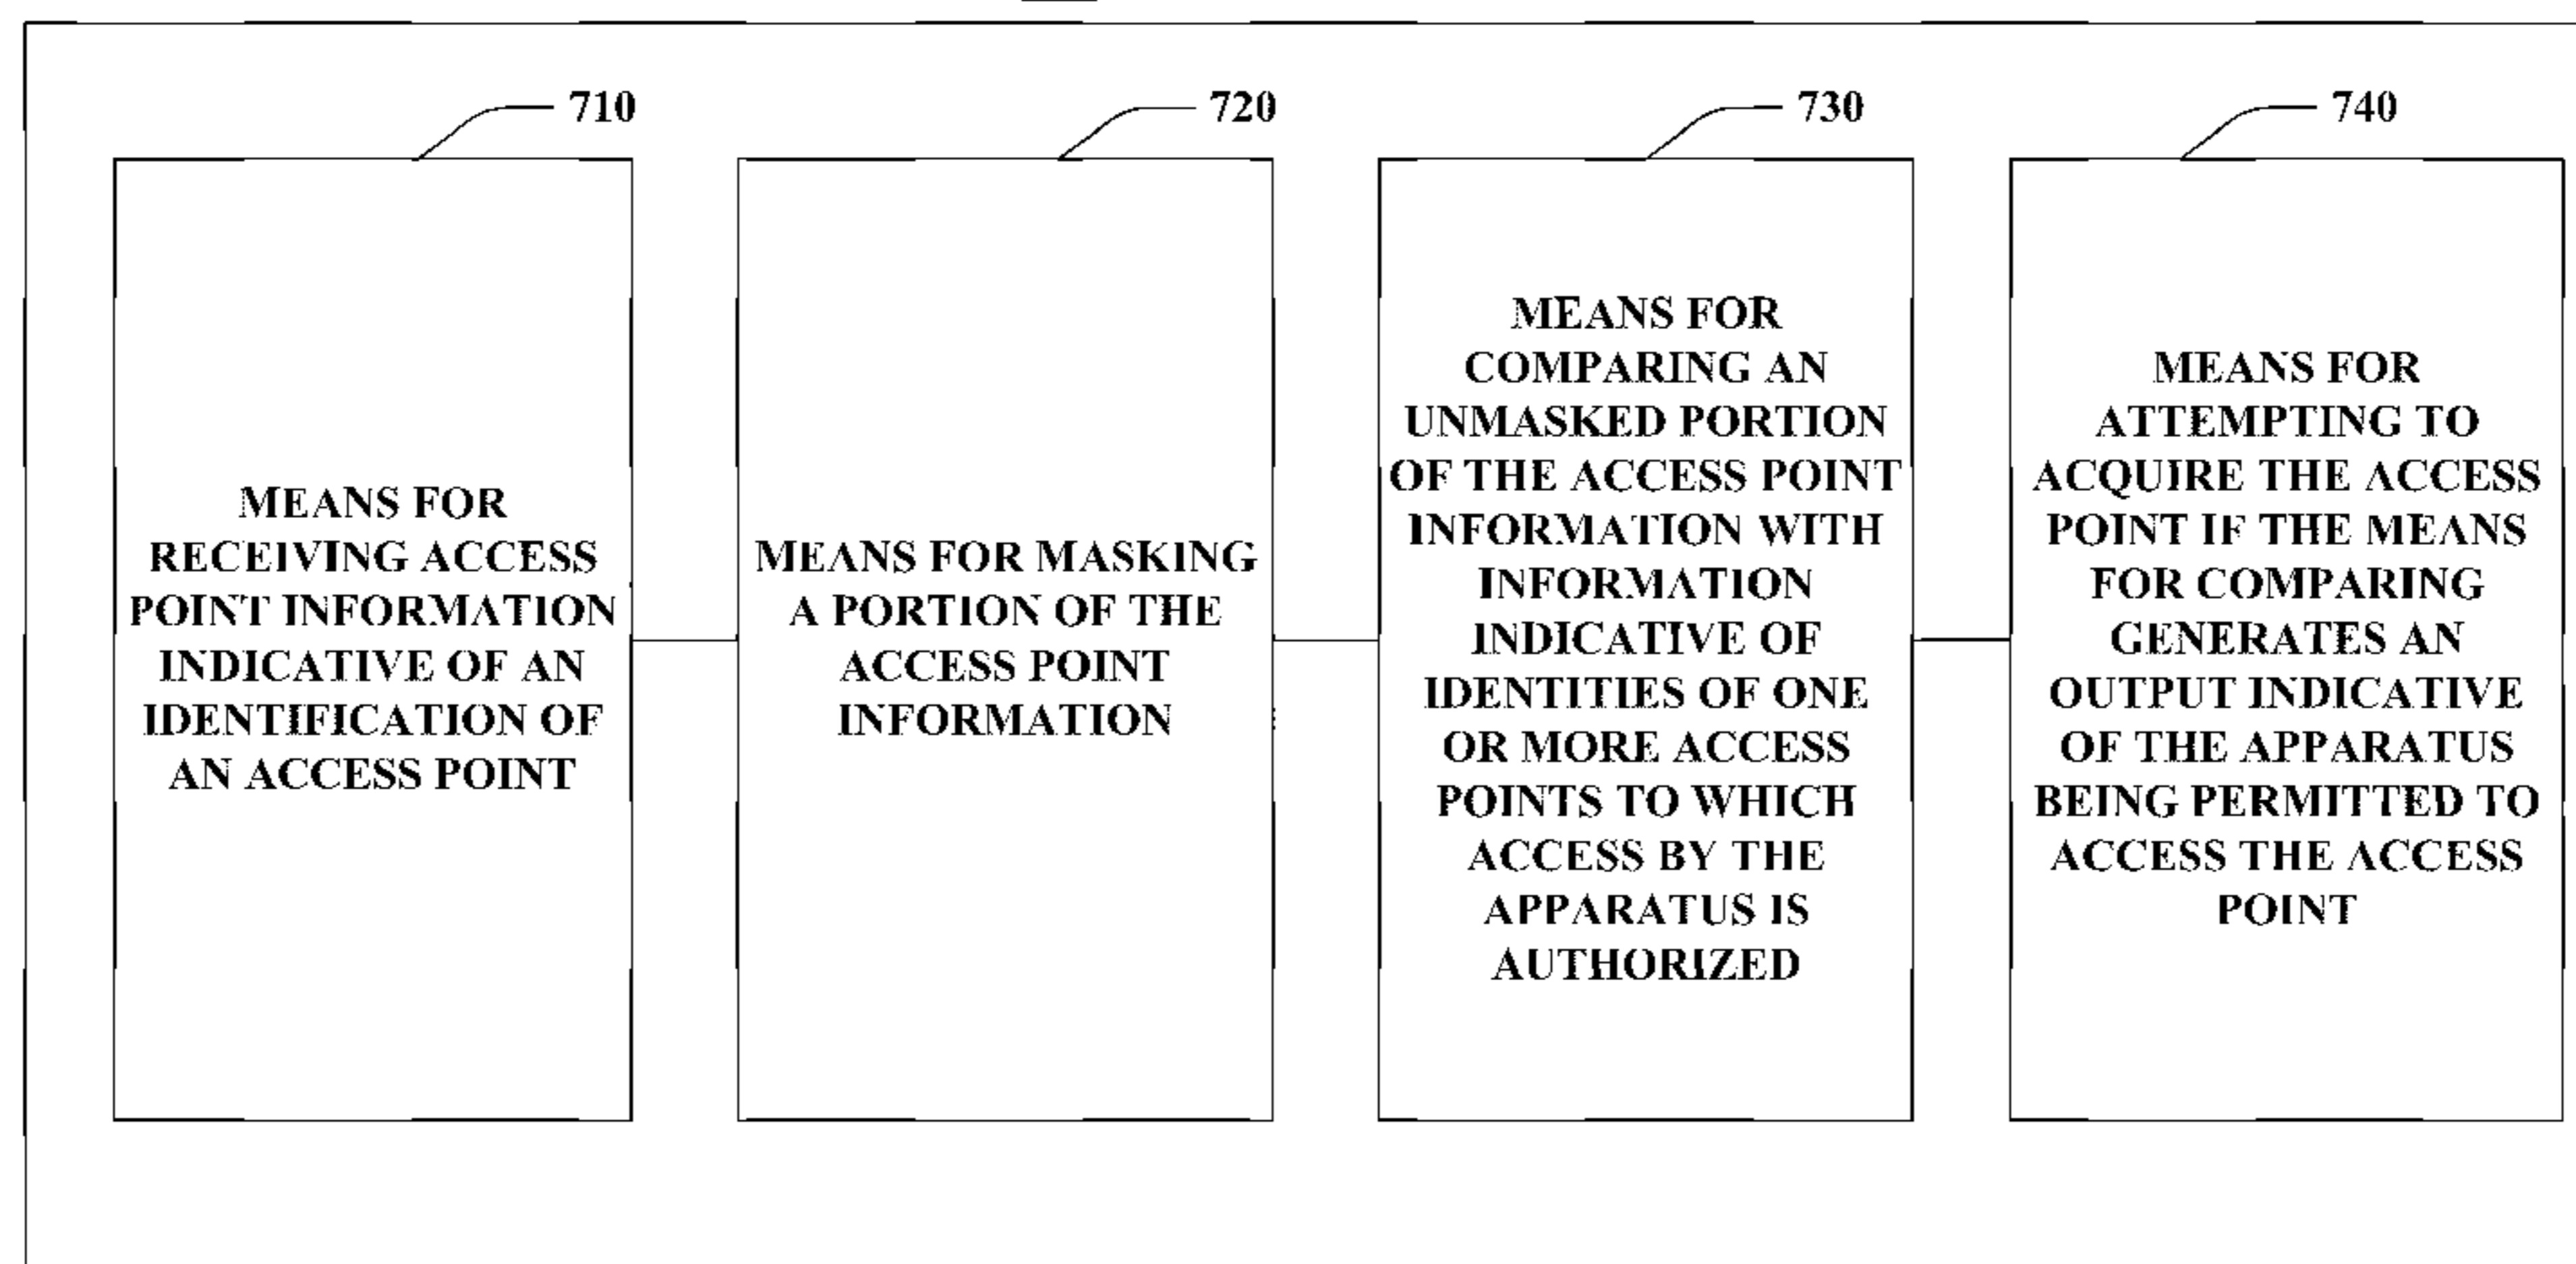 710
720
730
740
MEANS FOR
RECEIVING ACCESS
POINT INFORMATION
INDICATIVE OF AN
IDENTIFICATION OF
AN ACCESS POINT
MEANS FOR MASKING
A PORTION OF THE
ACCESS POINT
INFORMATION
MEANS FOR
COMPARING AN
UNMASKED PORTION
OF THE ACCESS POINT
INFORMATION WITH
INFORMATION
INDICATIVE OF
IDENTITIES OF ONE
OR MORE ACCESS
POINTS TO WHICH
ACCESS BY THE
APPARATUS IS
AUTHORIZED
MEANS FOR
ATTEMPTING TO
ACQUIRE THE ACCESS
POINT IF THE MEANS
FOR COMPARING
GENERATES AN
OUTPUT INDICATIVE
OF THE APPARATUS
BEING PERMITTED TO
ACCESS THE ACCESS
POINT